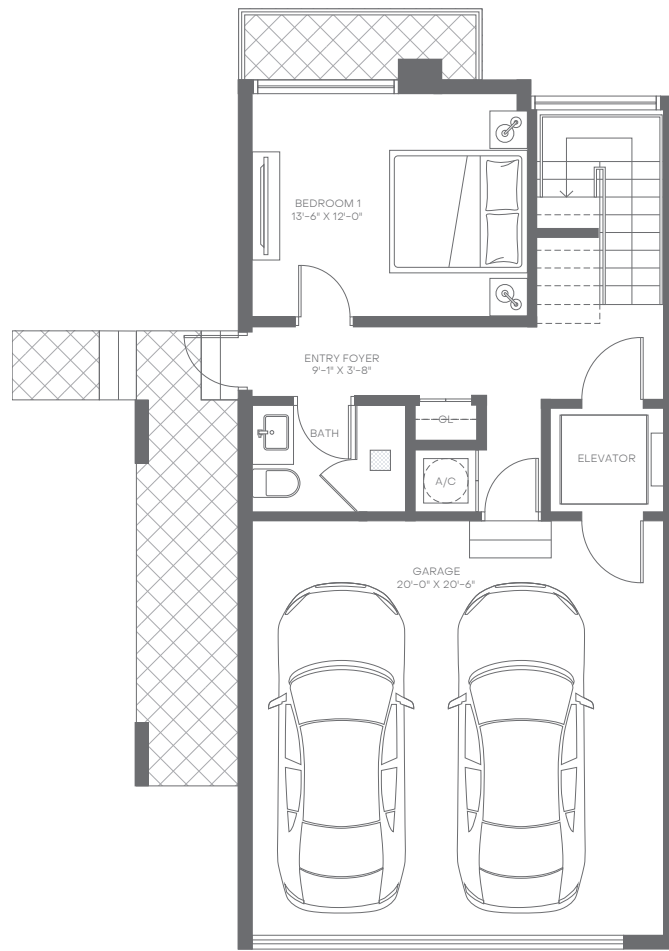 BEDROOM 1
13'-6" X 12'-0"
ENTRY FOYER
9'-1" X 3'-8"
CL
BATH
ELEVATOR
A/C
GARAGE
20'-0" X 20'-6"